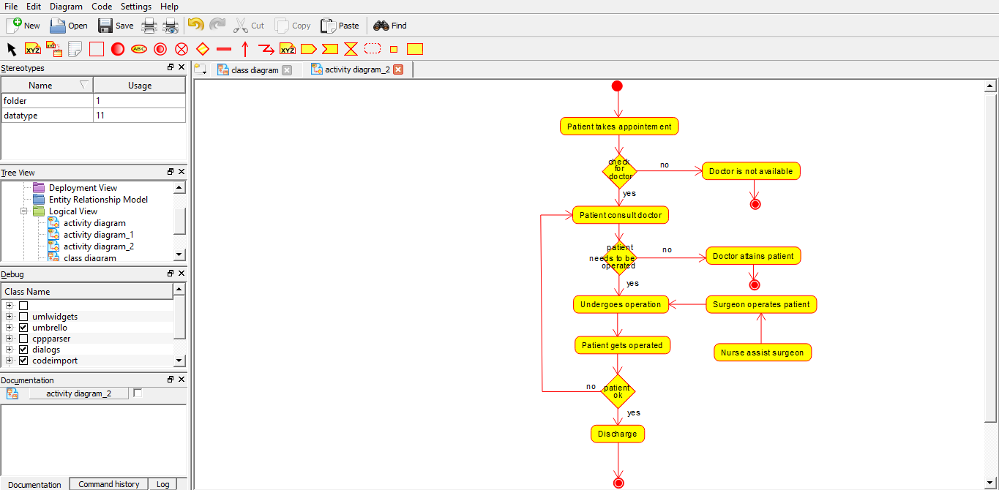 File Edit Diagram Code Settings Help
New Open Save Cut Copy Paste Find
XYZ XYZ ABC XYZ
Stereotypes
Name Usage
folder 1
datatype 11
Tree View
Deployment View
Entity Relationship Model
Logical View
activity diagram
activity diagram_1
activity diagram_2
class diagram
Debug
Class Name
umlwidgets
umbrello
cppparser
dialogs
codeimport
Documentation
activity diagram_2
Documentation Command history Log
class diagram activity diagram_2
Patient takes appointement
check
for
doctor
no
Doctor is not available
yes
Patient consult doctor
patient
needs to be
operated
no
Doctor attains patient
yes
Undergoes operation
Surgeon operates patient
Patient gets operated
Nurse assist surgeon
no
patient
ok
yes
Discharge